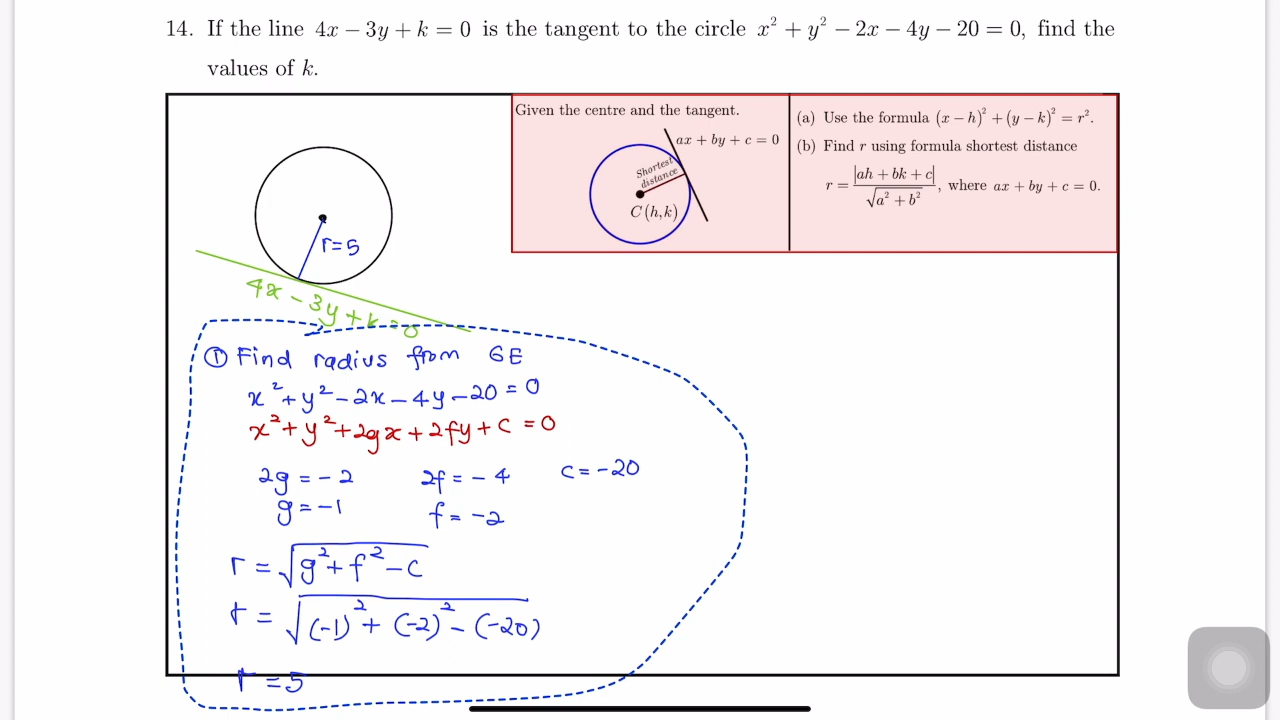 14. If the line 4x − 3y + k = 0 is the tangent to the circle x² + y² − 2x − 4y − 20 = 0, find the
values of k.
Given the centre and the tangent.
ax + by + c = 0
Shortest
distance
C(h,k)
(a) Use the formula (x − h)² + (y − k)² = r².
(b) Find r using formula shortest distance
r = |ah + bk + c| / √(a² + b²), where ax + by + c = 0.
r=5
4x − 3y + k = 0
① Find radius from GE
x² + y² − 2x − 4y − 20 = 0
x² + y² + 2gx + 2fy + c = 0
2g = −2 2f = −4 c = −20
g = −1 f = −2
r = √(g² + f² − c)
r = √((−1)² + (−2)² − (−20))
r = 5